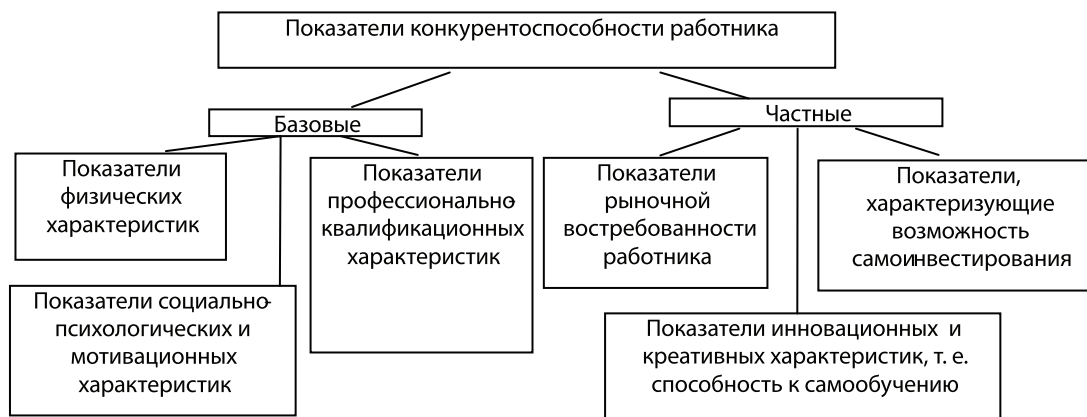 Показатели конкурентоспособности работника
Базовые
Частные
Показатели
физических
характеристик
Показатели
профессионально-
квалификационных
характеристик
Показатели
рыночной
востребованности
работника
Показатели,
характеризующие
возможность
самоинвестирования
Показатели социально-
психологических и
мотивационных
характеристик
Показатели инновационных и
креативных характеристик, т. е.
способность к самообучению